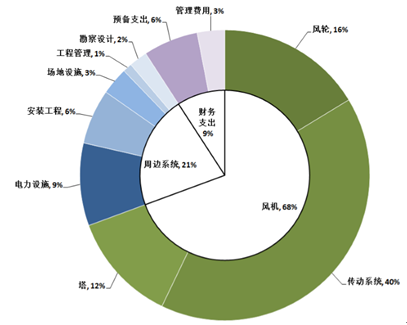 管理费用, 3%
预备支出, 6%
勘察设计, 2%
工程管理, 1%
场地设施, 3%
安装工程, 6%
电力设施, 9%
塔, 12%
风轮, 16%
传动系统, 40%
财务
支出
9%
周边系统, 21%
风机, 68%